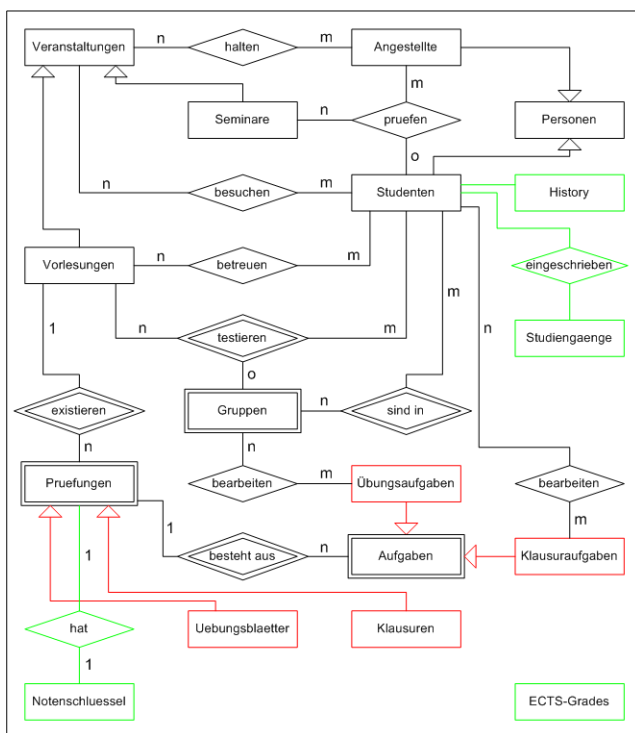 Veranstaltungen n halten m Angestellte
m
Seminare n pruefen Personen
o
n besuchen m Studenten History
eingeschrieben
Vorlesungen n betreuen m
m
1 n testieren m n Studiengaenge
o
existieren Gruppen n sind in
n n
Pruefungen bearbeiten m Übungsaufgaben bearbeiten
1 m
1 besteht aus n Aufgaben Klausuraufgaben
hat Uebungsblaetter Klausuren
1
Notenschluessel ECTS-Grades